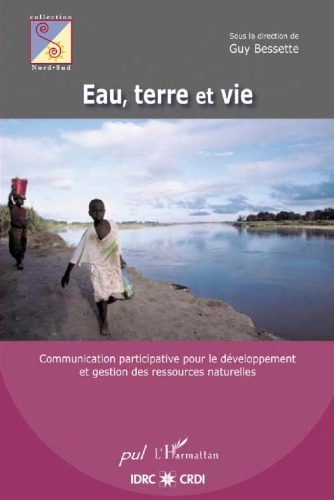 collection
Nord•Sud
Sous la direction de
Guy Bessette
Eau, terre et vie
Communication participative pour le développement
et gestion des ressources naturelles
pul L'Harmattan
IDRC CRDI